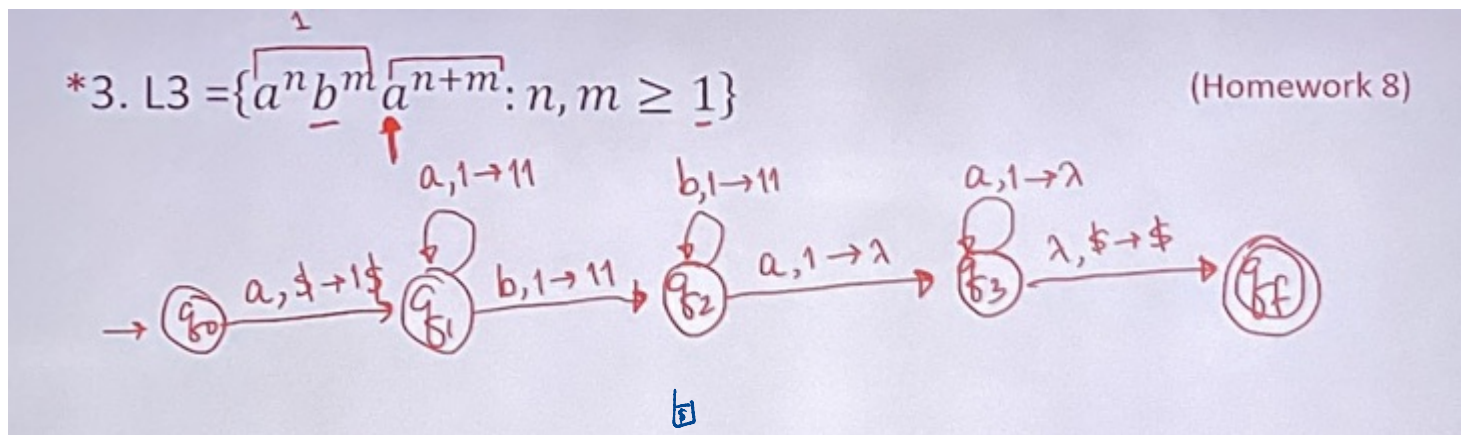 1
*3. L3 ={aⁿbᵐaⁿ⁺ᵐ: n, m ≥ 1} (Homework 8)
a,1→11 b,1→11 a,1→λ
q0 a,$→1$ q1 b,1→11 q2 a,1→λ q3 λ,$→$ qf
$